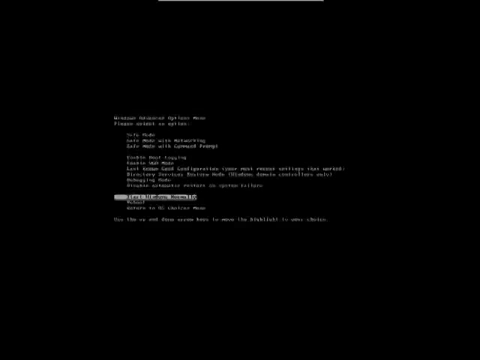 Windows Advanced Options Menu
Please select an option:
Safe Mode
Safe Mode with Networking
Safe Mode with Command Prompt
Enable Boot Logging
Enable VGA Mode
Last Known Good Configuration (your most recent settings that worked)
Directory Services Restore Mode (Windows domain controllers only)
Debugging Mode
Disable automatic restart on system failure
Start Windows Normally
Reboot
Return to OS Choices Menu
Use the up and down arrow keys to move the highlight to your choice.